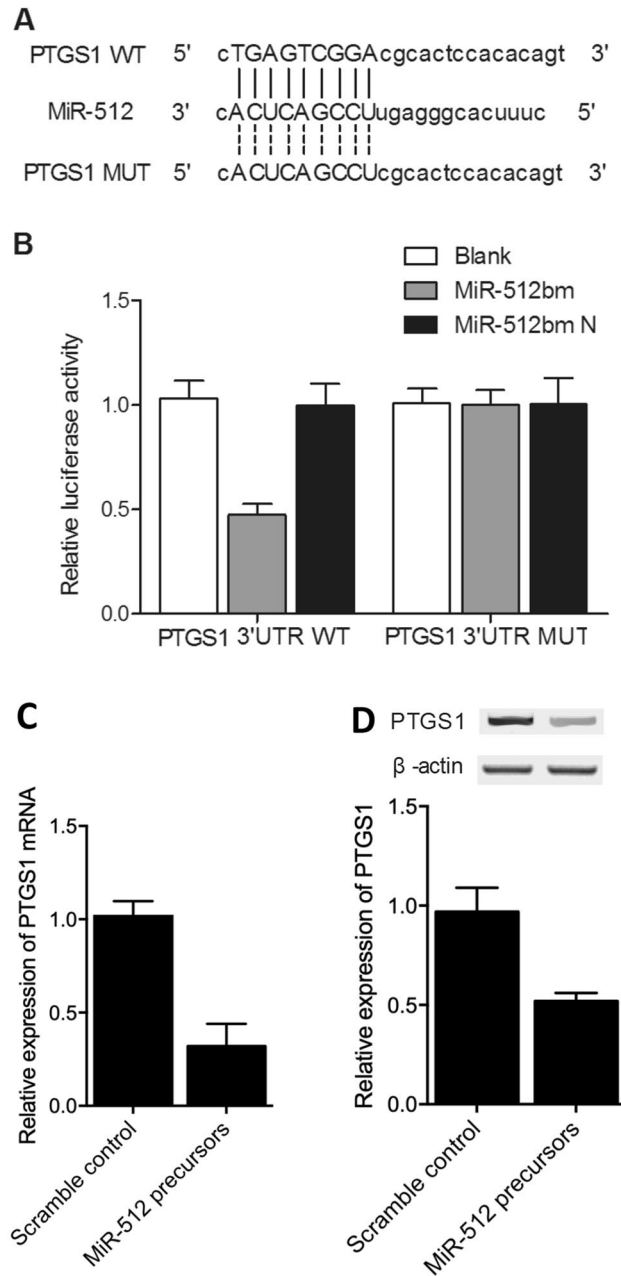 A
PTGS1 WT 5' cTGAGTCGGAcgcactccacacagt 3'
MiR-512 3' cACUCAGCCUugagggcacuuuc 5'
PTGS1 MUT 5' cACUCAGCCUcgcactccacacagt 3'
B
Blank
MiR-512bm
MiR-512bm N
Relative luciferase activity
1.5
1.0
0.5
0.0
PTGS1 3'UTR WT PTGS1 3'UTR MUT
C
Relative expression of PTGS1 mRNA
1.5
1.0
0.5
0.0
Scramble control
MiR-512 precursors
D
PTGS1
β -actin
Relative expression of PTGS1
1.5
1.0
0.5
0.0
Scramble control
MiR-512 precursors